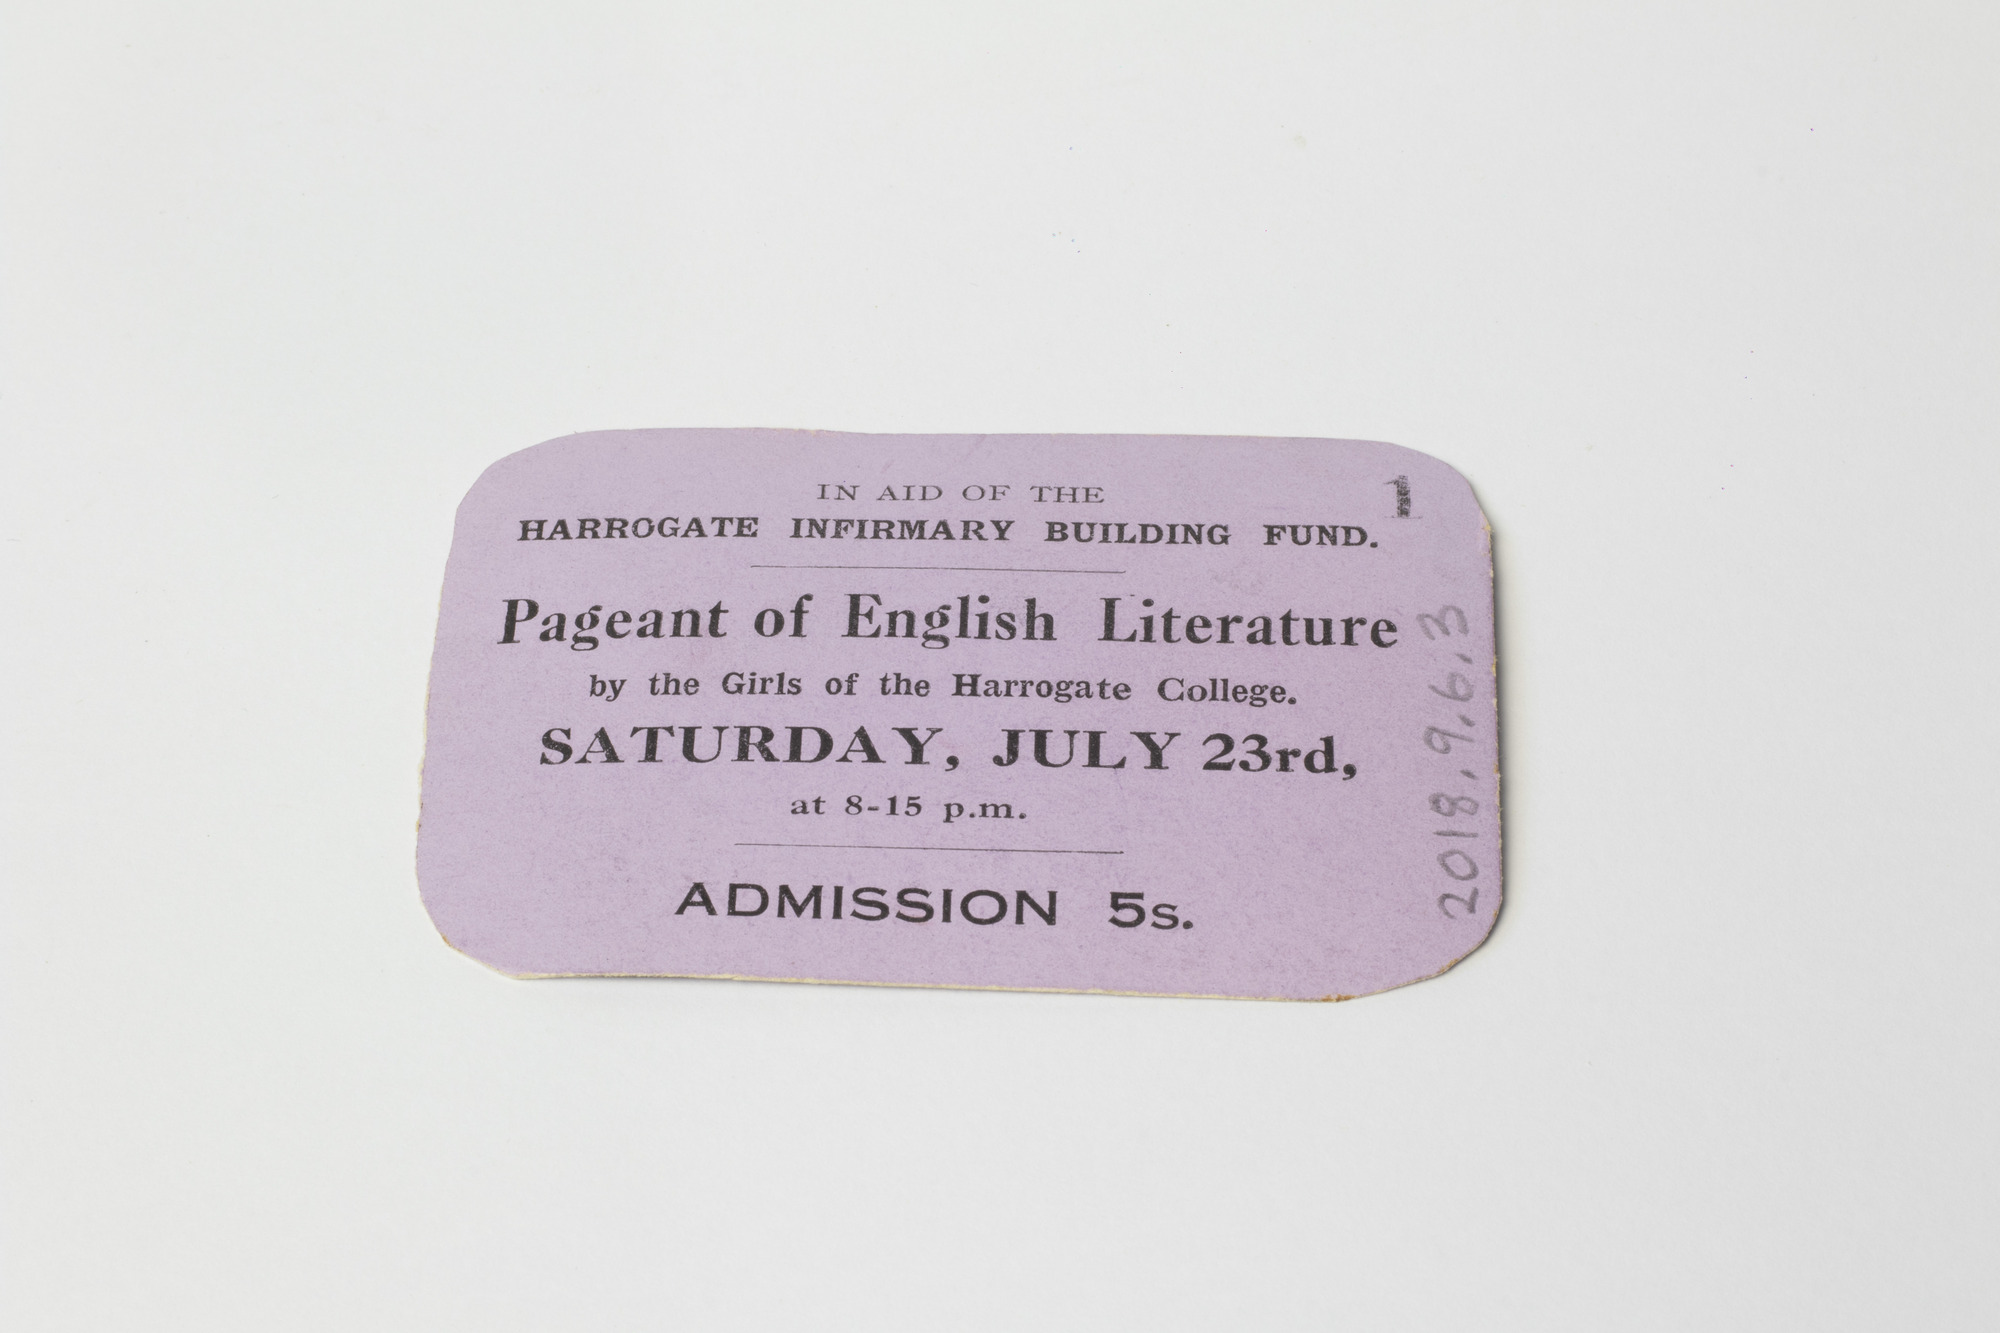 IN AID OF THE
1
HARROGATE INFIRMARY BUILDING FUND.
Pageant of English Literature
by the Girls of the Harrogate College.
SATURDAY, JULY 23rd,
at 8-15 p.m.
ADMISSION 5s.
2018.9.6.3